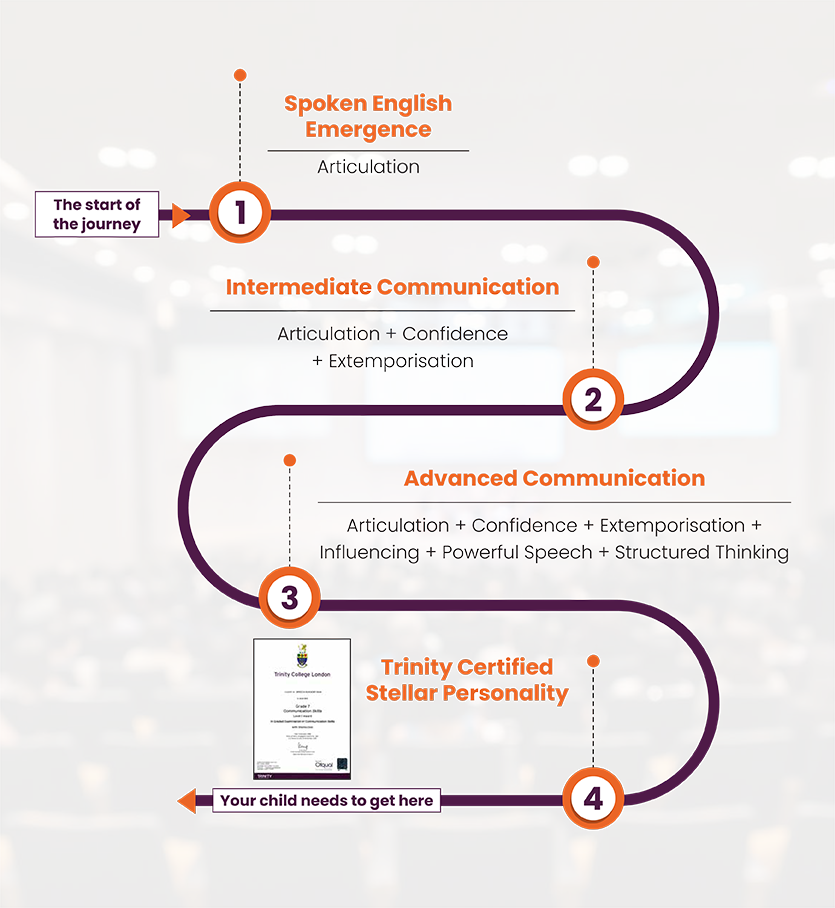 Spoken English
Emergence
Articulation
The start of
the journey
1
Intermediate Communication
Articulation + Confidence
+ Extemporisation
2
Advanced Communication
Articulation + Confidence + Extemporisation +
Influencing + Powerful Speech + Structured Thinking
3
Trinity College London
Grade 7
Communication Skills
Ofqual
TRINITY
Trinity Certified
Stellar Personality
Your child needs to get here
4